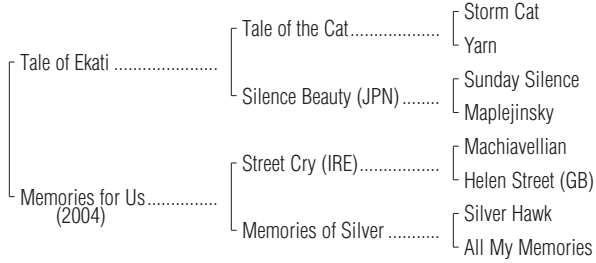 Storm Cat
Tale of the Cat....................
Yarn
Tale of Ekati .......................
Sunday Silence
Silence Beauty (JPN) ........
Maplejinsky
Machiavellian
Street Cry (IRE)..................
Helen Street (GB)
Memories for Us...............
(2004)
Silver Hawk
Memories of Silver ...........
All My Memories